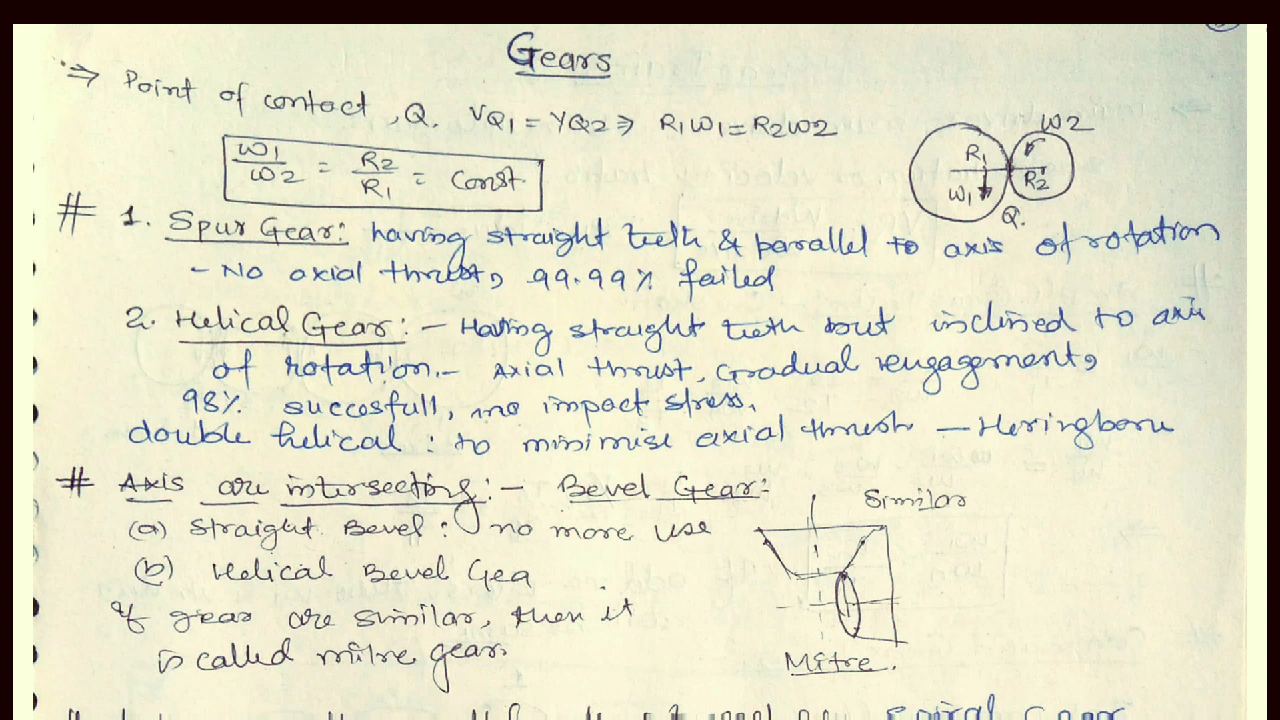 Gears
⇒ Point of contact, Q. VQ1 = VQ2 ⇒ R1ω1 = R2ω2
ω1/ω2 = R2/R1 = const.
R1 ω1 R2 ω2 Q.
# 1. Spur Gear: having straight teeth & parallel to axis of rotation
- No axial thrust, 99.99% failed
2. Helical Gear: - Having straight teeth but inclined to axis
of rotation. - Axial thrust, Gradual engagement,
98% succesfull, no impact stress.
double helical : to minimise axial thrust - Heringbone
# Axis are intersecting: - Bevel Gear:
Similar
(a) Straight Bevel: no more use
(b) Helical Bevel Gea
If gear are similar, then it
is called mitre gear.
Mitre.
spiral Gear